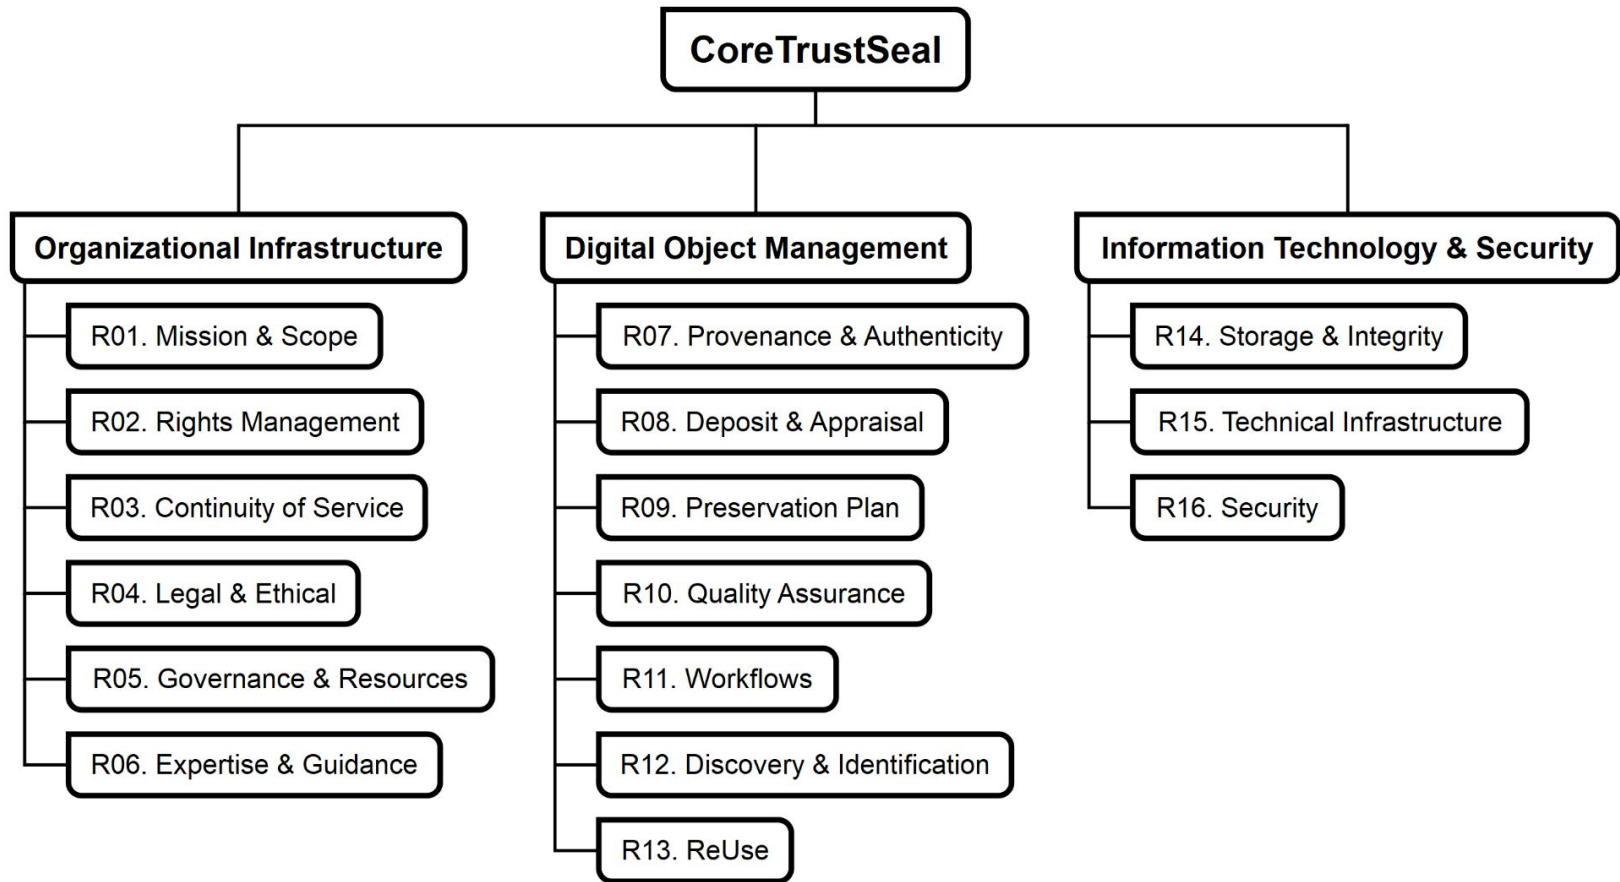 CoreTrustSeal
Organizational Infrastructure
R01. Mission & Scope
R02. Rights Management
R03. Continuity of Service
R04. Legal & Ethical
R05. Governance & Resources
R06. Expertise & Guidance
Digital Object Management
R07. Provenance & Authenticity
R08. Deposit & Appraisal
R09. Preservation Plan
R10. Quality Assurance
R11. Workflows
R12. Discovery & Identification
R13. ReUse
Information Technology & Security
R14. Storage & Integrity
R15. Technical Infrastructure
R16. Security